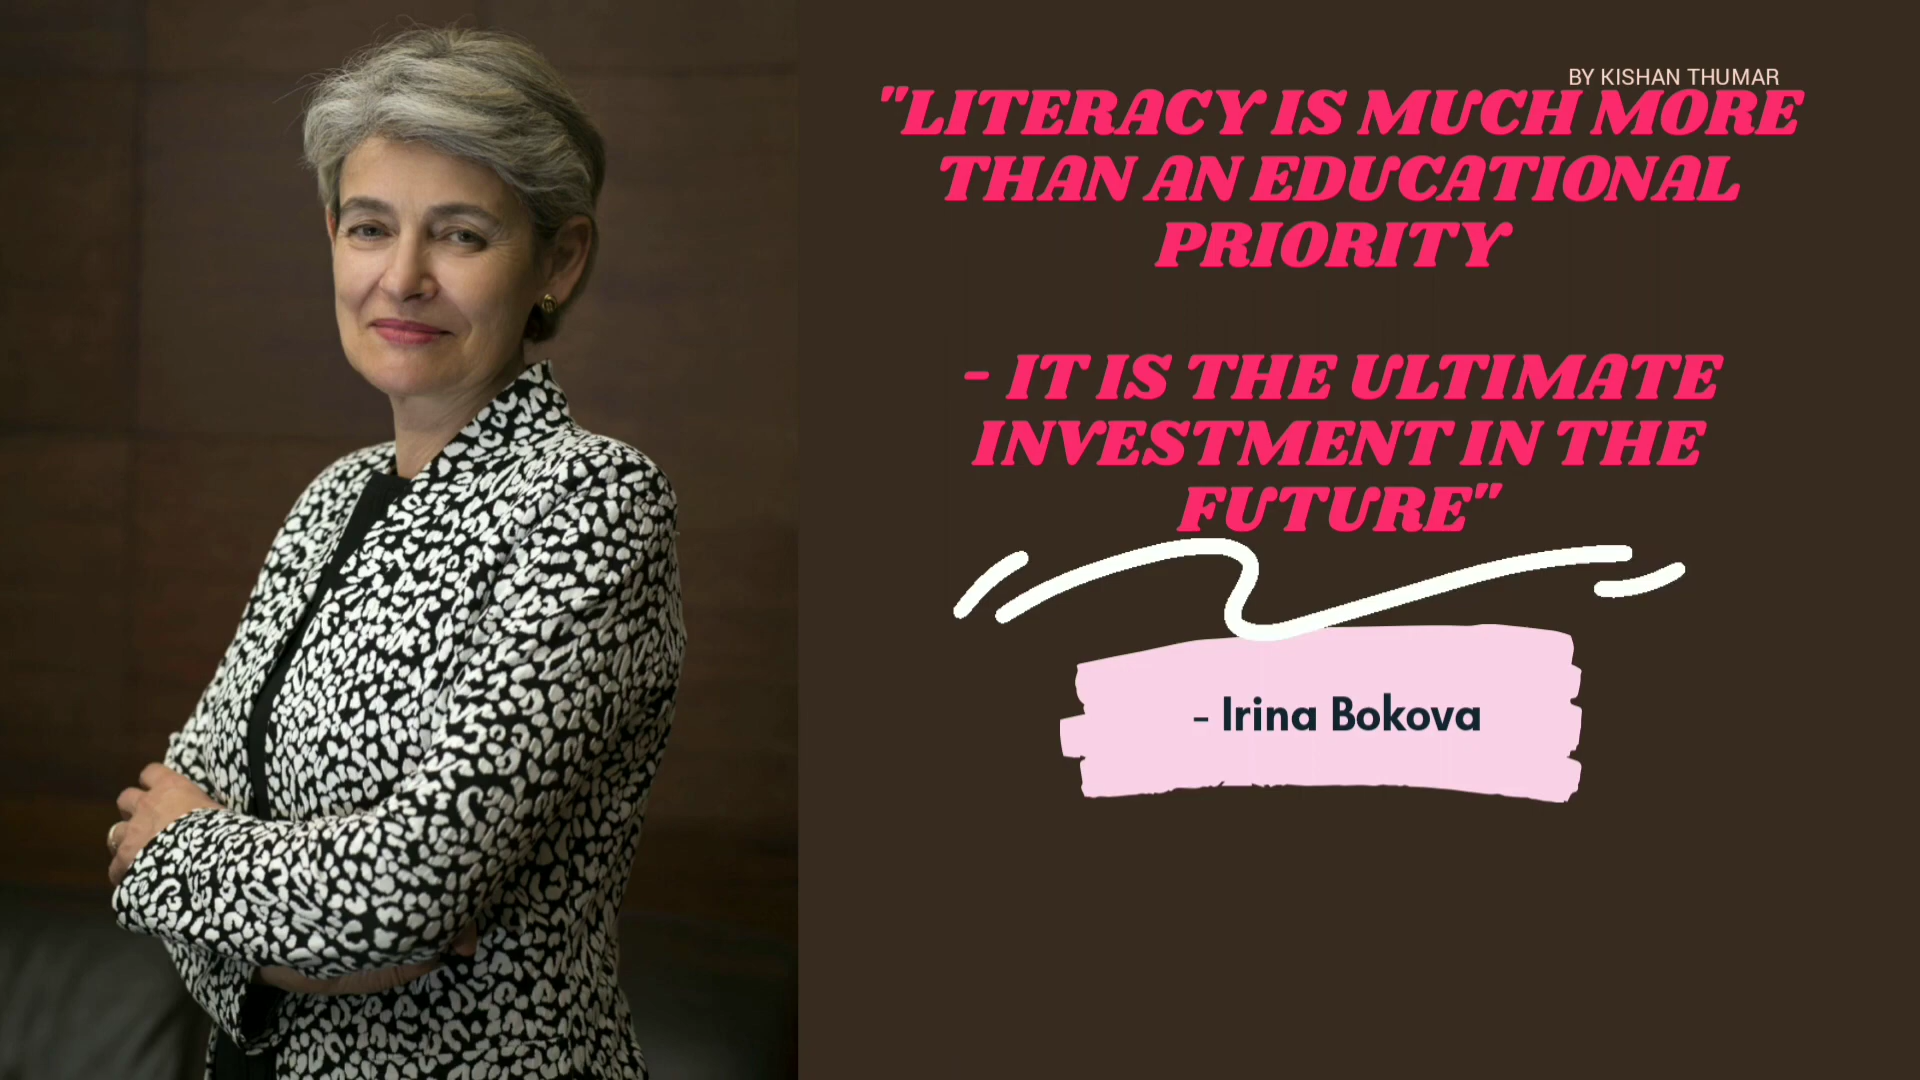 BY KISHAN THUMAR
"LITERACY IS MUCH MORE
THAN AN EDUCATIONAL
PRIORITY
- IT IS THE ULTIMATE
INVESTMENT IN THE
FUTURE"
- Irina Bokova